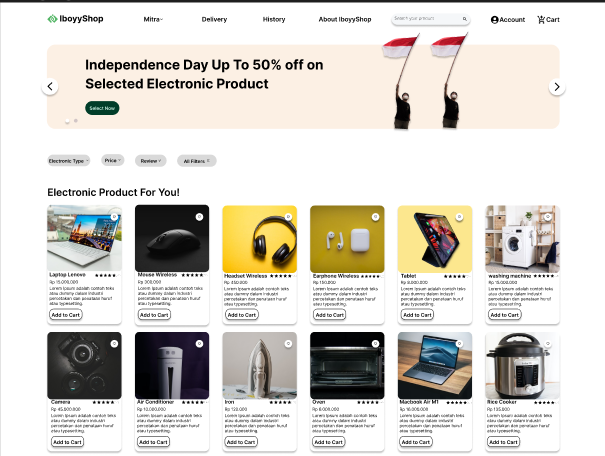 IboyyShop
Mitra
Delivery
History
About IboyyShop
Search your product
Account
Cart
Independence Day Up To 50% off on
Selected Electronic Product
Select Now
Electronic Type
Price
Review
All Filters
Electronic Product For You!
Laptop Lenovo
Rp 15.000.000
Lorem Ipsum adalah contoh teks
atau dummy dalam industri
percetakan dan penataan huruf
atau typesetting.
Add to Cart
Mouse Wireless
Rp 300.000
Lorem Ipsum adalah contoh teks
atau dummy dalam industri
percetakan dan penataan huruf
atau typesetting.
Add to Cart
Headset Wireless
Rp 450.000
Lorem Ipsum adalah contoh teks
atau dummy dalam industri
percetakan dan penataan huruf
atau typesetting.
Add to Cart
Earphone Wireless
Rp 150.000
Lorem Ipsum adalah contoh teks
atau dummy dalam industri
percetakan dan penataan huruf
atau typesetting.
Add to Cart
Tablet
Rp 8.000.000
Lorem Ipsum adalah contoh teks
atau dummy dalam industri
percetakan dan penataan huruf
atau typesetting.
Add to Cart
washing machine
Rp 10.000.000
Lorem Ipsum adalah contoh teks
atau dummy dalam industri
percetakan dan penataan huruf
atau typesetting.
Add to Cart
Camera
Rp 45.000.000
Lorem Ipsum adalah contoh teks
atau dummy dalam industri
percetakan dan penataan huruf
atau typesetting.
Add to Cart
Air Conditioner
Rp 10.000.000
Lorem Ipsum adalah contoh teks
atau dummy dalam industri
percetakan dan penataan huruf
atau typesetting.
Add to Cart
Iron
Rp 120.000
Lorem Ipsum adalah contoh teks
atau dummy dalam industri
percetakan dan penataan huruf
atau typesetting.
Add to Cart
Oven
Rp 6.000.000
Lorem Ipsum adalah contoh teks
atau dummy dalam industri
percetakan dan penataan huruf
atau typesetting.
Add to Cart
Macbook Air M1
Rp 16.000.000
Lorem Ipsum adalah contoh teks
atau dummy dalam industri
percetakan dan penataan huruf
atau typesetting.
Add to Cart
Rice Cooker
Rp 135.000
Lorem Ipsum adalah contoh teks
atau dummy dalam industri
percetakan dan penataan huruf
atau typesetting.
Add to Cart